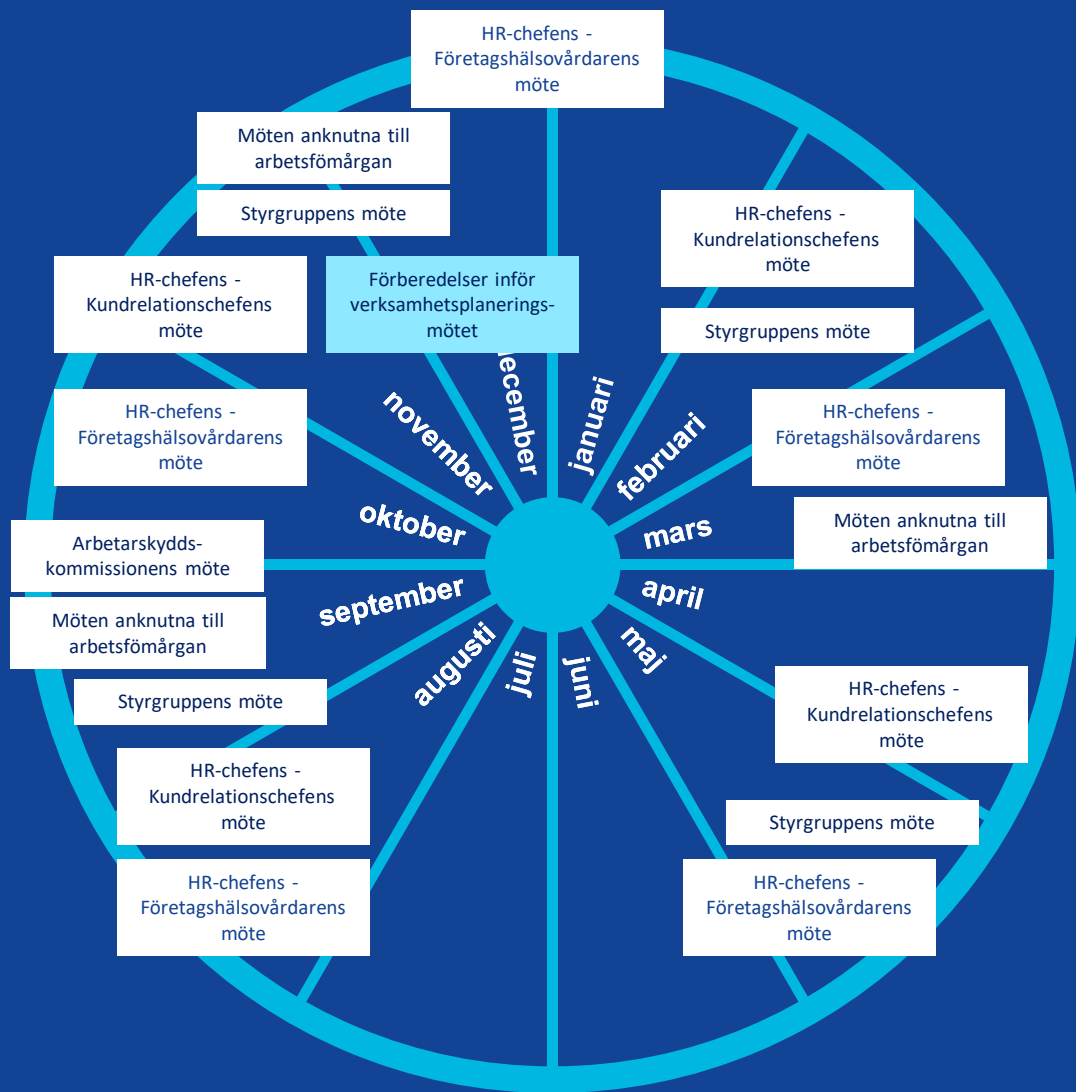 HR-chefens -
Företagshälsovårdarens
möte
Möten anknutna till
arbetsfömårgan
Styrgruppens möte
HR-chefens -
Kundrelationschefens
möte
Styrgruppens möte
HR-chefens -
Kundrelationschefens
möte
Förberedelser inför
verksamhetsplanerings-
mötet
HR-chefens -
Företagshälsovårdarens
möte
HR-chefens -
Företagshälsovårdarens
möte
december
januari
november
februari
oktober
mars
Arbetarskydds-
kommissionens möte
Möten anknutna till
arbetsfömårgan
september
april
Möten anknutna till
arbetsfömårgan
augusti
juli
juni
maj
Styrgruppens möte
HR-chefens -
Kundrelationschefens
möte
HR-chefens -
Kundrelationschefens
möte
Styrgruppens möte
HR-chefens -
Företagshälsovårdarens
möte
HR-chefens -
Företagshälsovårdarens
möte